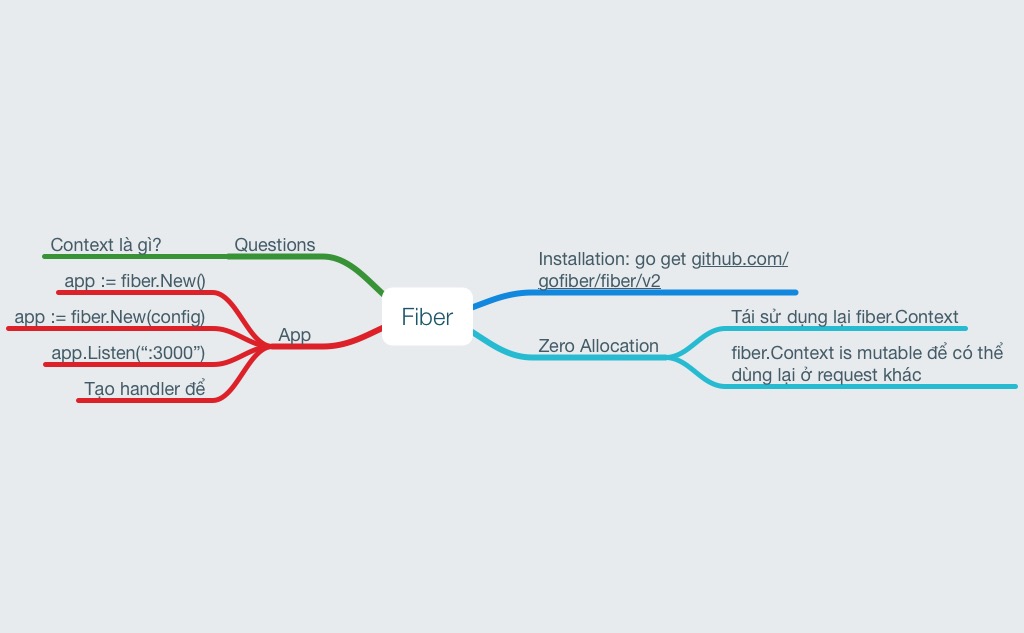 Fiber
Questions
Context là gì?
App
app := fiber.New()
app := fiber.New(config)
app.Listen(“:3000”)
Tạo handler để
Installation: go get github.com/
gofiber/fiber/v2
Zero Allocation
Tái sử dụng lại fiber.Context
fiber.Context is mutable để có thể
dùng lại ở request khác